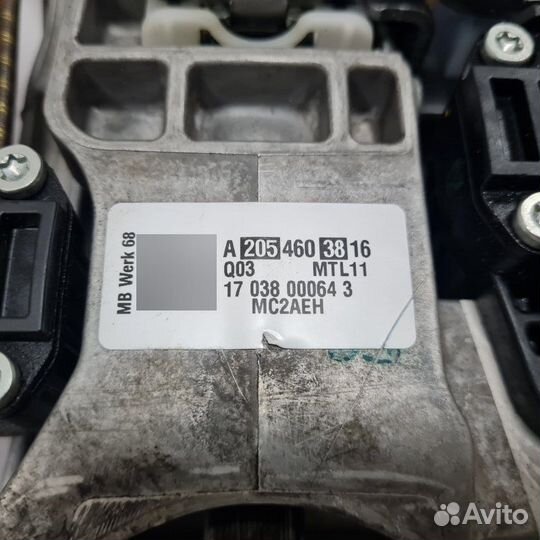 MB Werk 68
A 205 460 38 16
Q03 MTL11
17 038 00064 3
MC2AEH
Avito